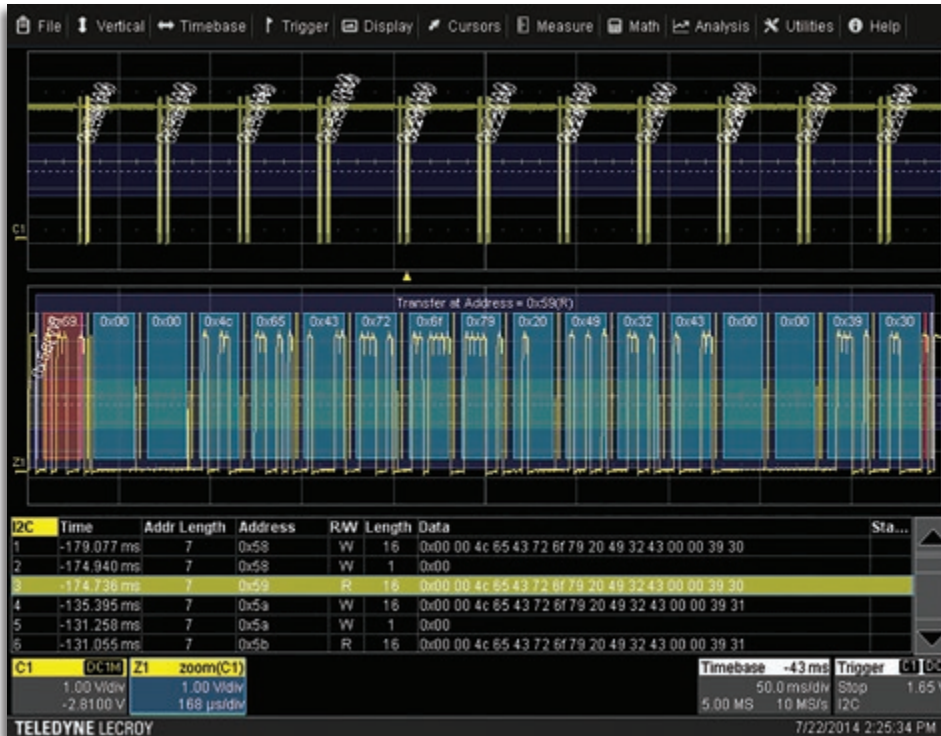 File Vertical Timebase Trigger Display Cursors Measure Math Analysis Utilities Help
C1
Transfer at Address = 0x59(R)
0x59 0x00 0x00 0x4c 0x65 0x43 0x72 0x6f 0x79 0x20 0x49 0x32 0x43 0x00 0x00 0x39 0x30
Z1
I2C Time Addr Length Address R/W Length Data Sta...
1 -179.077 ms 7 0x58 W 16 0x00 00 4c 65 43 72 6f 79 20 49 32 43 00 00 39 30
2 -174.940 ms 7 0x58 W 1 0x00
3 -174.736 ms 7 0x59 R 16 0x00 00 4c 65 43 72 6f 79 20 49 32 43 00 00 39 30
4 -135.395 ms 7 0x5a W 16 0x00 00 4c 65 43 72 6f 79 20 49 32 43 00 00 39 31
5 -131.258 ms 7 0x5a W 1 0x00
6 -131.055 ms 7 0x5b R 16 0x00 00 4c 65 43 72 6f 79 20 49 32 43 00 00 39 31
C1 DC1M Z1 zoom(C1) Timebase -43 ms Trigger C1 DC
1.00 V/div 1.00 V/div 50.0 ms/div Stop 1.65 V
-2.8100 V 168 µs/div 5.00 MS 10 MS/s I2C
TELEDYNE LECROY 7/22/2014 2:25:34 PM